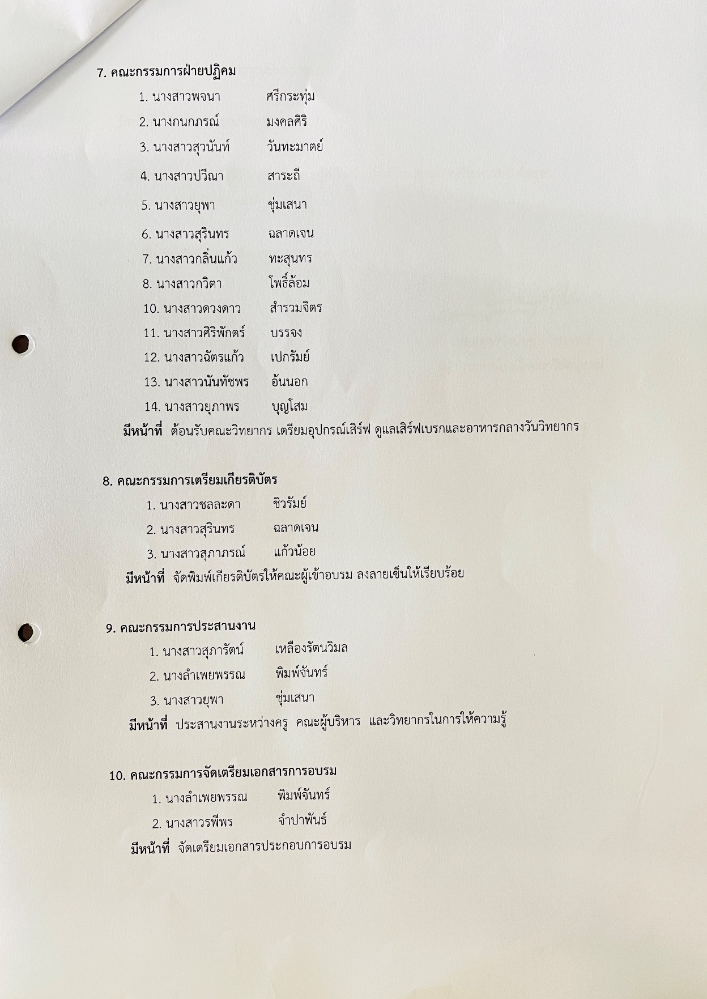 7. คณะกรรมการฝ่ายปฏิคม
1. นางสาวพจนา ศรีกระทุ่ม
2. นางกนกภรณ์ มงคลศิริ
3. นางสาวสุวนันท์ วันทะมาตย์
4. นางสาวปวีณา สาระถี
5. นางสาวยุพา ชุ่มเสนา
6. นางสาวสุรินทร ฉลาดเจน
7. นางสาวกลิ่นแก้ว ทะสุนทร
8. นางสาวกวิตา โพธิ์ล้อม
10. นางสาวดวงดาว สำรวมจิตร
11. นางสาวศิริพักตร์ บรรจง
12. นางสาวฉัตรแก้ว เปกรัมย์
13. นางสาวนันทัชพร อ้นนอก
14. นางสาวยุภาพร บุญโสม
มีหน้าที่ ต้อนรับคณะวิทยากร เตรียมอุปกรณ์เสิร์ฟ ดูแลเสิร์ฟเบรกและอาหารกลางวันวิทยากร
8. คณะกรรมการเตรียมเกียรติบัตร
1. นางสาวชลละดา ชิวรัมย์
2. นางสาวสุรินทร ฉลาดเจน
3. นางสาวสุภาภรณ์ แก้วน้อย
มีหน้าที่ จัดพิมพ์เกียรติบัตรให้คณะผู้เข้าอบรม ลงลายเซ็นให้เรียบร้อย
9. คณะกรรมการประสานงาน
1. นางสาวสุภารัตน์ เหลืองรัตนวิมล
2. นางลำเพยพรรณ พิมพ์จันทร์
3. นางสาวยุพา ชุ่มเสนา
มีหน้าที่ ประสานงานระหว่างครู คณะผู้บริหาร และวิทยากรในการให้ความรู้
10. คณะกรรมการจัดเตรียมเอกสารการอบรม
1. นางลำเพยพรรณ พิมพ์จันทร์
2. นางสาวรพีพร จำปาพันธ์
มีหน้าที่ จัดเตรียมเอกสารประกอบการอบรม